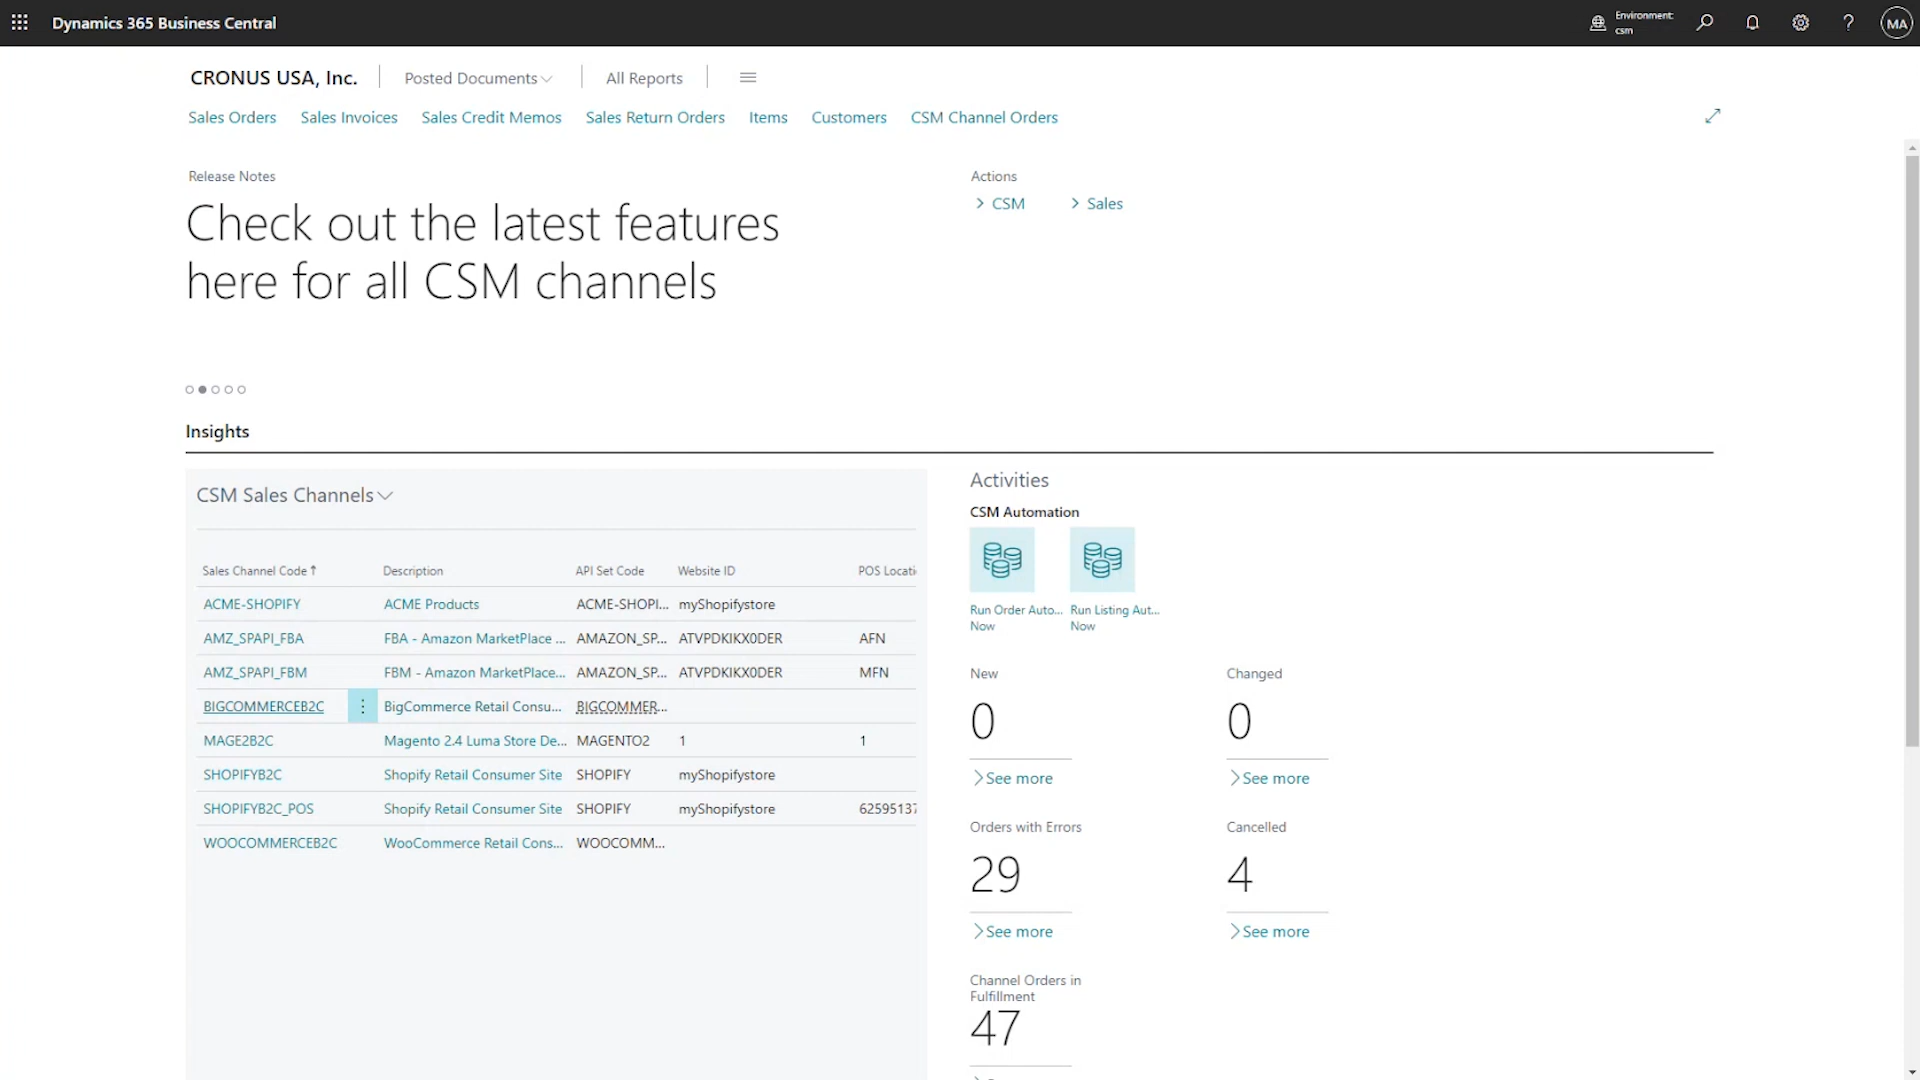 Dynamics 365 Business Central
Environment:
csm
MA
CRONUS USA, Inc.
Posted Documents
All Reports
Sales Orders
Sales Invoices
Sales Credit Memos
Sales Return Orders
Items
Customers
CSM Channel Orders
Release Notes
Check out the latest features
here for all CSM channels
Actions
CSM
Sales
Insights
CSM Sales Channels
Sales Channel Code↑ Description API Set Code Website ID POS Locati
ACME-SHOPIFY ACME Products ACME-SHOPI... myShopifystore
AMZ_SPAPI_FBA FBA - Amazon MarketPlace ... AMAZON_SP... ATVPDKIKX0DER AFN
AMZ_SPAPI_FBM FBM - Amazon MarketPlace... AMAZON_SP... ATVPDKIKX0DER MFN
BIGCOMMERCEB2C BigCommerce Retail Consu... BIGCOMMER...
MAGE2B2C Magento 2.4 Luma Store De... MAGENTO2 1 1
SHOPIFYB2C Shopify Retail Consumer Site SHOPIFY myShopifystore
SHOPIFYB2C_POS Shopify Retail Consumer Site SHOPIFY myShopifystore 62595137
WOOCOMMERCEB2C WooCommerce Retail Cons... WOOCOMM...
Activities
CSM Automation
Run Order Auto...
Now
Run Listing Aut...
Now
New
0
See more
Changed
0
See more
Orders with Errors
29
See more
Cancelled
4
See more
Channel Orders in
Fulfillment
47